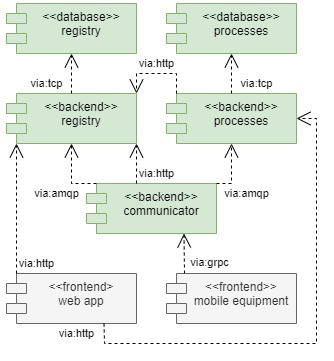 <<database>>
registry
<<database>>
processes
via:http
via:tcp
via:tcp
<<backend>>
registry
<<backend>>
processes
via:http
via:amqp
via:amqp
<<backend>>
communicator
via:http
via:grpc
<<frontend>
web app
<<frontend>
mobile equipment
via:http